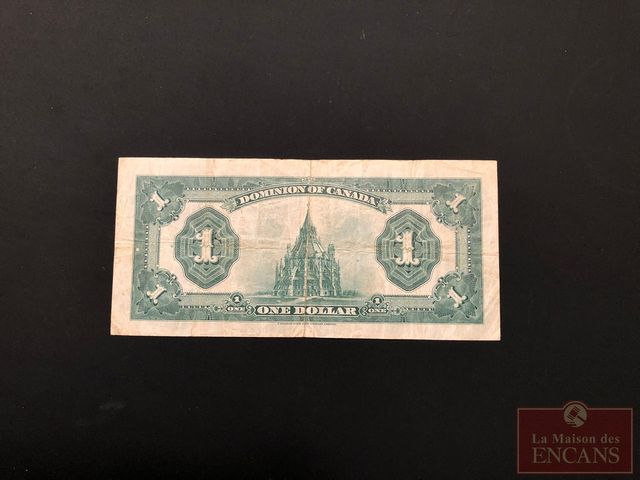 DOMINION OF CANADA
1 1
1 1
1 1
1 1
ONE ONE DOLLAR ONE
La Maison des
ENCANS